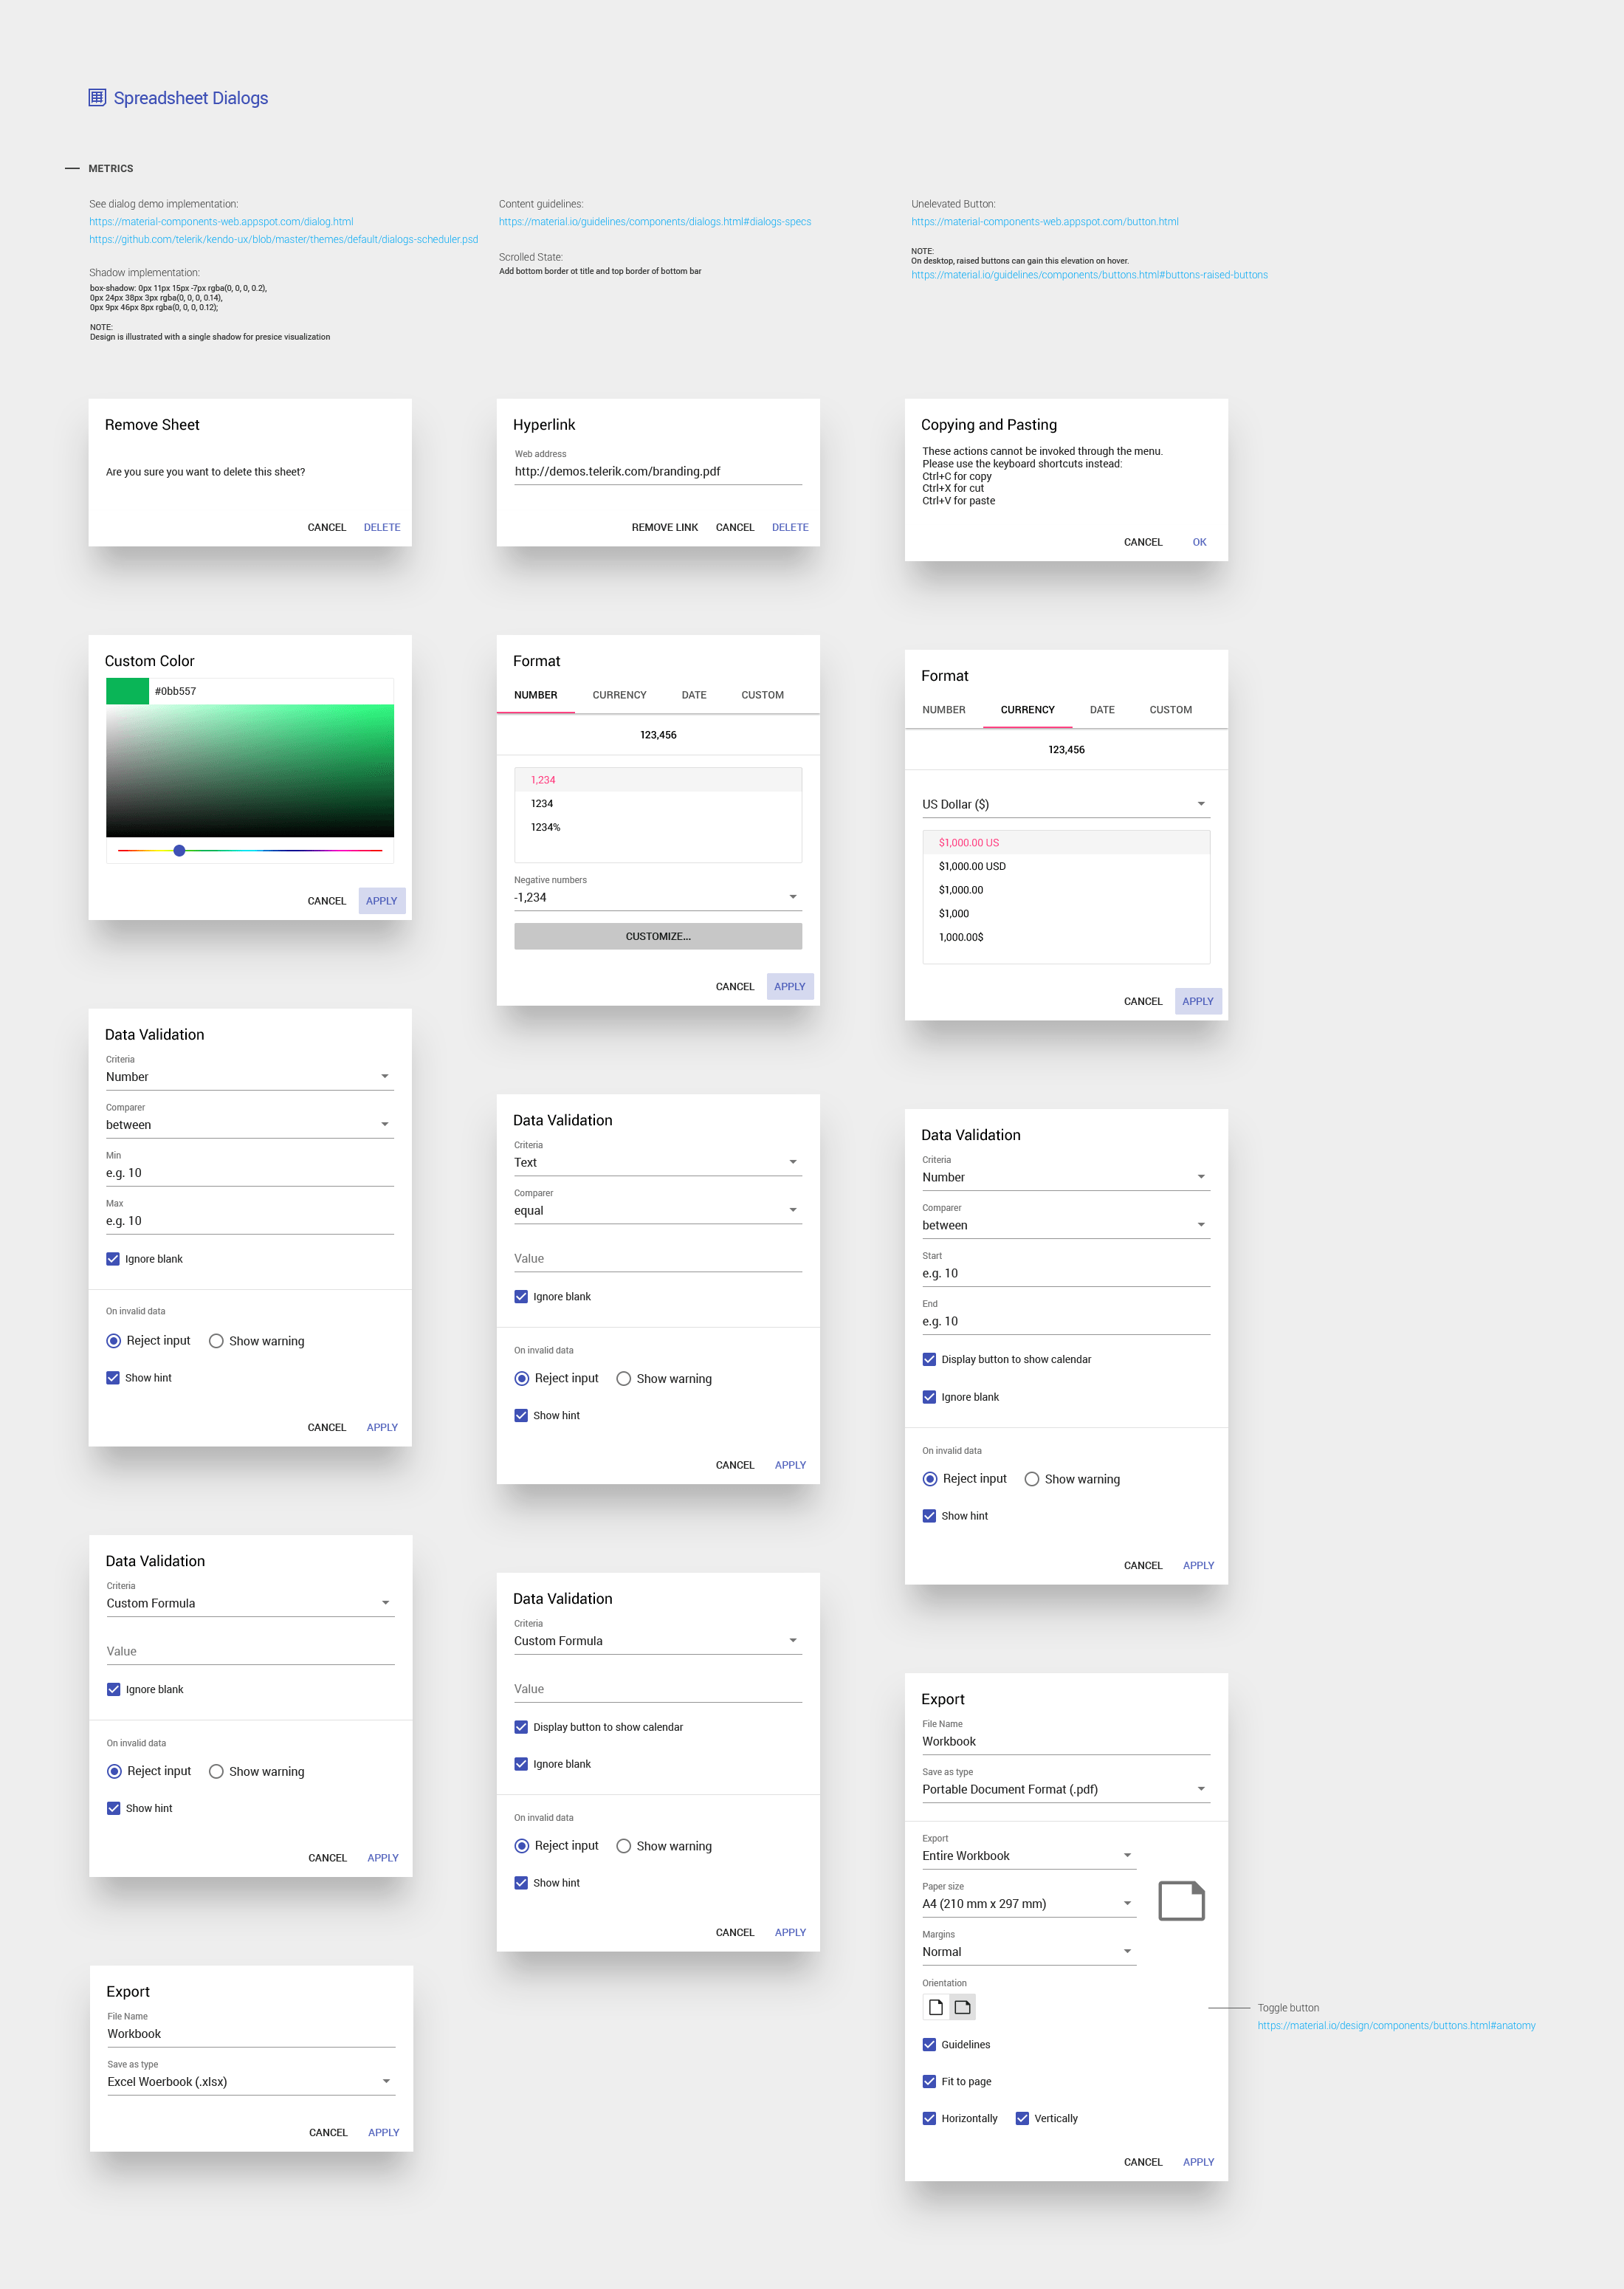 Spreadsheet Dialogs
METRICS
See dialog demo implementation:
https://material-components-web.appspot.com/dialog.html
https://github.com/telerik/kendo-ux/blob/master/themes/default/dialogs-scheduler.psd
Shadow implementation:
box-shadow: 0px 11px 15px -7px rgba(0, 0, 0, 0.2),
0px 24px 38px 3px rgba(0, 0, 0, 0.14),
0px 9px 46px 8px rgba(0, 0, 0, 0.12);
NOTE:
Design is illustrated with a single shadow for presice visualization
Content guidelines:
https://material.io/guidelines/components/dialogs.html#dialogs-specs
Scrolled State:
Add bottom border ot title and top border of bottom bar
Unelevated Button:
https://material-components-web.appspot.com/button.html
NOTE:
On desktop, raised buttons can gain this elevation on hover.
https://material.io/guidelines/components/buttons.html#buttons-raised-buttons
Remove Sheet
Are you sure you want to delete this sheet?
CANCEL DELETE
Hyperlink
Web address
http://demos.telerik.com/branding.pdf
REMOVE LINK CANCEL DELETE
Copying and Pasting
These actions cannot be invoked through the menu.
Please use the keyboard shortcuts instead:
Ctrl+C for copy
Ctrl+X for cut
Ctrl+V for paste
CANCEL OK
Custom Color
#0bb557
CANCEL APPLY
Format
NUMBER CURRENCY DATE CUSTOM
123,456
1,234
1234
1234%
Negative numbers
-1,234
CUSTOMIZE...
CANCEL APPLY
Format
NUMBER CURRENCY DATE CUSTOM
123,456
US Dollar ($)
$1,000.00 US
$1,000.00 USD
$1,000.00
$1,000
1,000.00$
CANCEL APPLY
Data Validation
Criteria
Number
Comparer
between
Min
e.g. 10
Max
e.g. 10
Ignore blank
On invalid data
Reject input Show warning
Show hint
CANCEL APPLY
Data Validation
Criteria
Text
Comparer
equal
Value
Ignore blank
On invalid data
Reject input Show warning
Show hint
CANCEL APPLY
Data Validation
Criteria
Number
Comparer
between
Start
e.g. 10
End
e.g. 10
Display button to show calendar
Ignore blank
On invalid data
Reject input Show warning
Show hint
CANCEL APPLY
Data Validation
Criteria
Custom Formula
Value
Ignore blank
On invalid data
Reject input Show warning
Show hint
CANCEL APPLY
Data Validation
Criteria
Custom Formula
Value
Display button to show calendar
Ignore blank
On invalid data
Reject input Show warning
Show hint
CANCEL APPLY
Export
File Name
Workbook
Save as type
Portable Document Format (.pdf)
Export
Entire Workbook
Paper size
A4 (210 mm x 297 mm)
Margins
Normal
Orientation
Guidelines
Fit to page
Horizontally Vertically
CANCEL APPLY
Toggle button
https://material.io/design/components/buttons.html#anatomy
Export
File Name
Workbook
Save as type
Excel Woerbook (.xlsx)
CANCEL APPLY